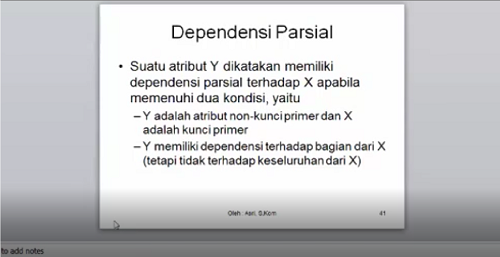 Dependensi Parsial
• Suatu atribut Y dikatakan memiliki
dependensi parsial terhadap X apabila
memenuhi dua kondisi, yaitu
– Y adalah atribut non-kunci primer dan X
adalah kunci primer
– Y memiliki dependensi terhadap bagian dari X
(tetapi tidak terhadap keseluruhan dari X)
Oleh : Asri, S.Kom 41
to add notes